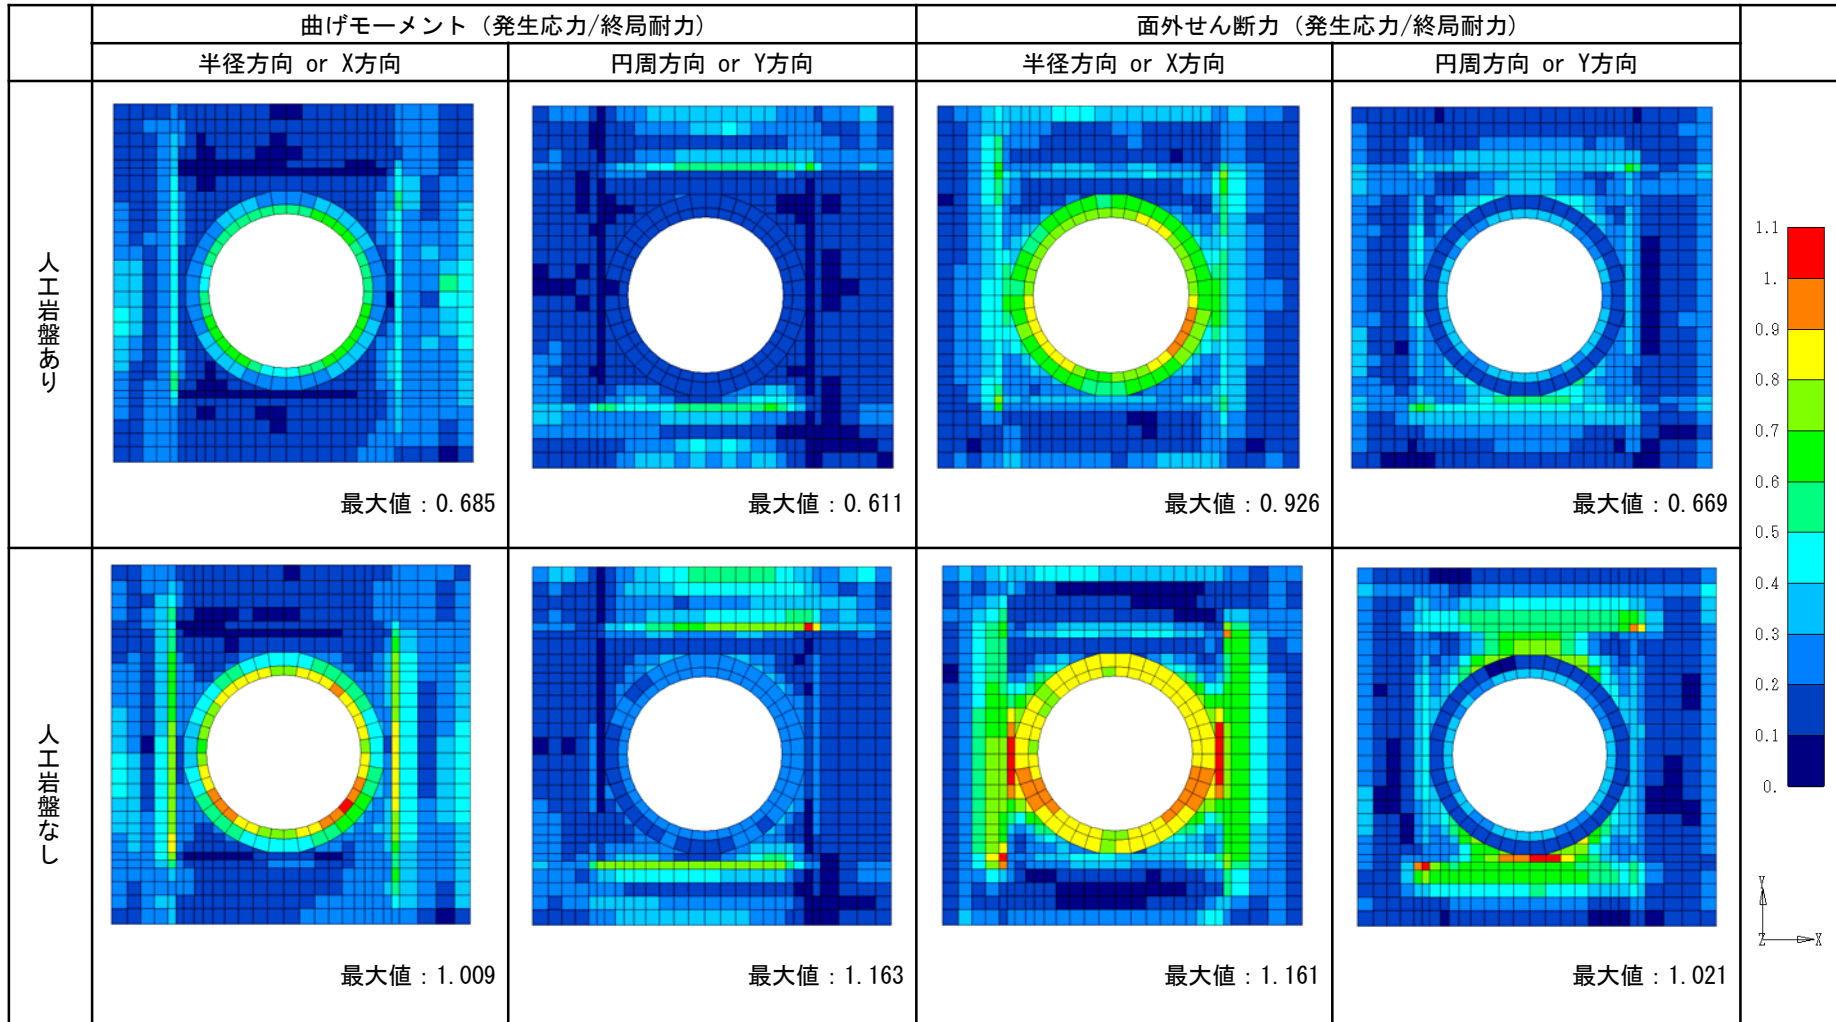 曲げモーメント（発生応力/終局耐力）
面外せん断力（発生応力/終局耐力）
半径方向 or X方向
円周方向 or Y方向
半径方向 or X方向
円周方向 or Y方向
人工岩盤あり
最大値：0.685
最大値：0.611
最大値：0.926
最大値：0.669
人工岩盤なし
最大値：1.009
最大値：1.163
最大値：1.161
最大値：1.021
1.1
1.
0.9
0.8
0.7
0.6
0.5
0.4
0.3
0.2
0.1
0.
Y
Z
X